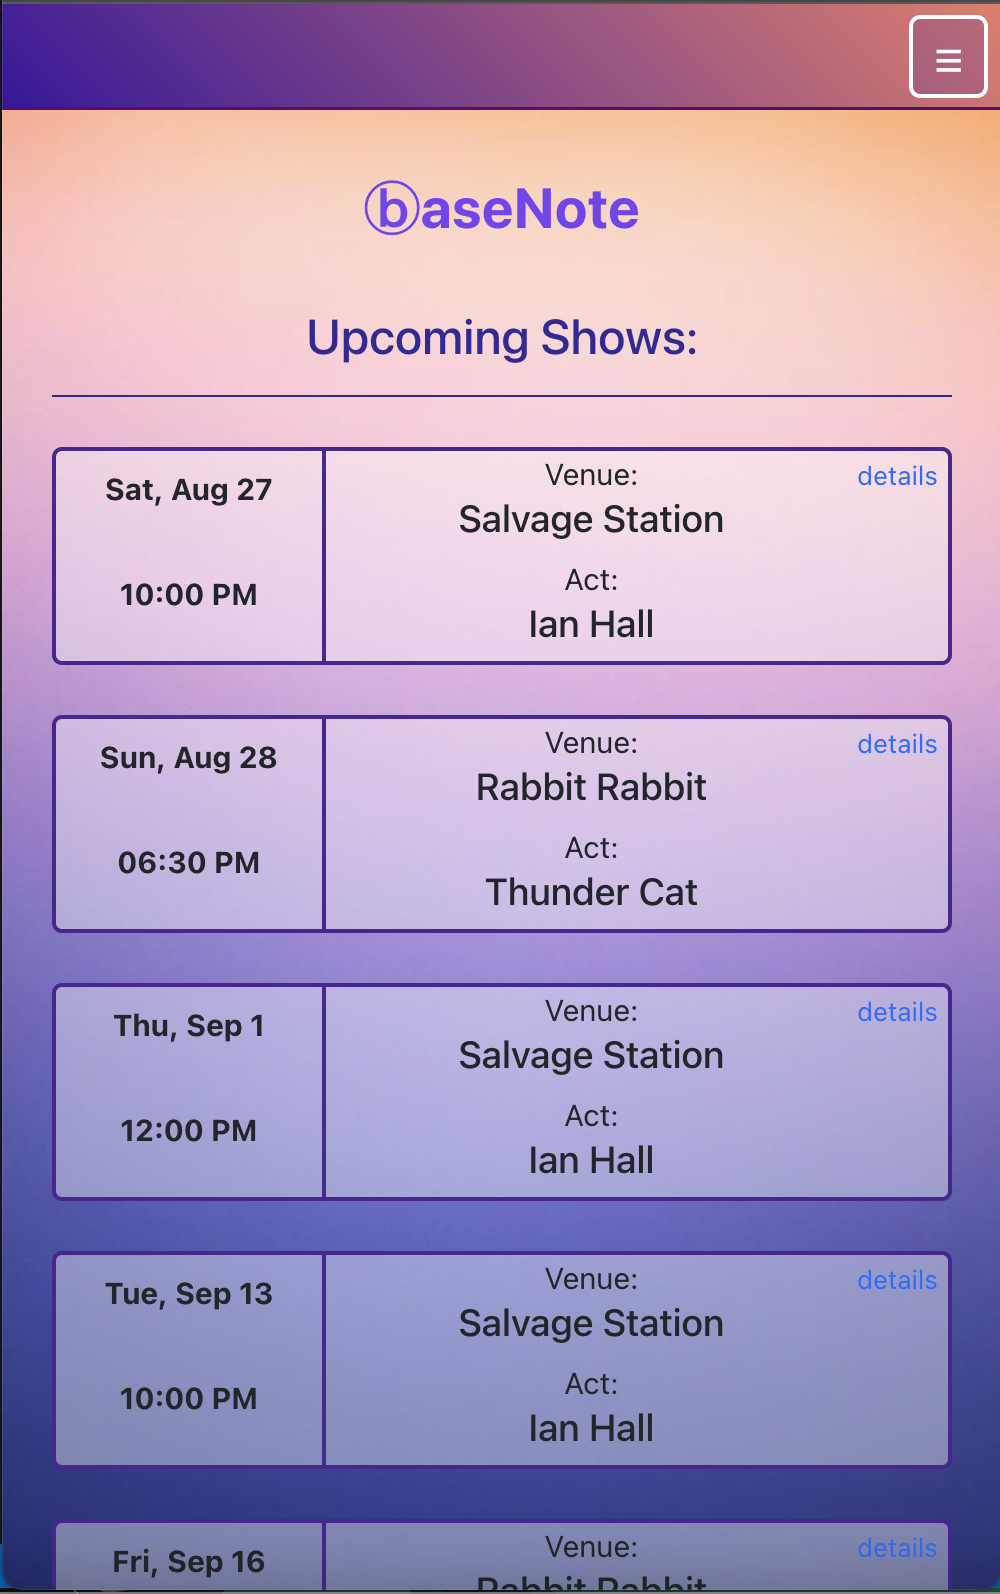 ⓑaseNote
Upcoming Shows:
Sat, Aug 27
10:00 PM
Venue:
Salvage Station
Act:
Ian Hall
details
Sun, Aug 28
06:30 PM
Venue:
Rabbit Rabbit
Act:
Thunder Cat
details
Thu, Sep 1
12:00 PM
Venue:
Salvage Station
Act:
Ian Hall
details
Tue, Sep 13
10:00 PM
Venue:
Salvage Station
Act:
Ian Hall
details
Fri, Sep 16
Venue:
Rabbit Rabbit
details